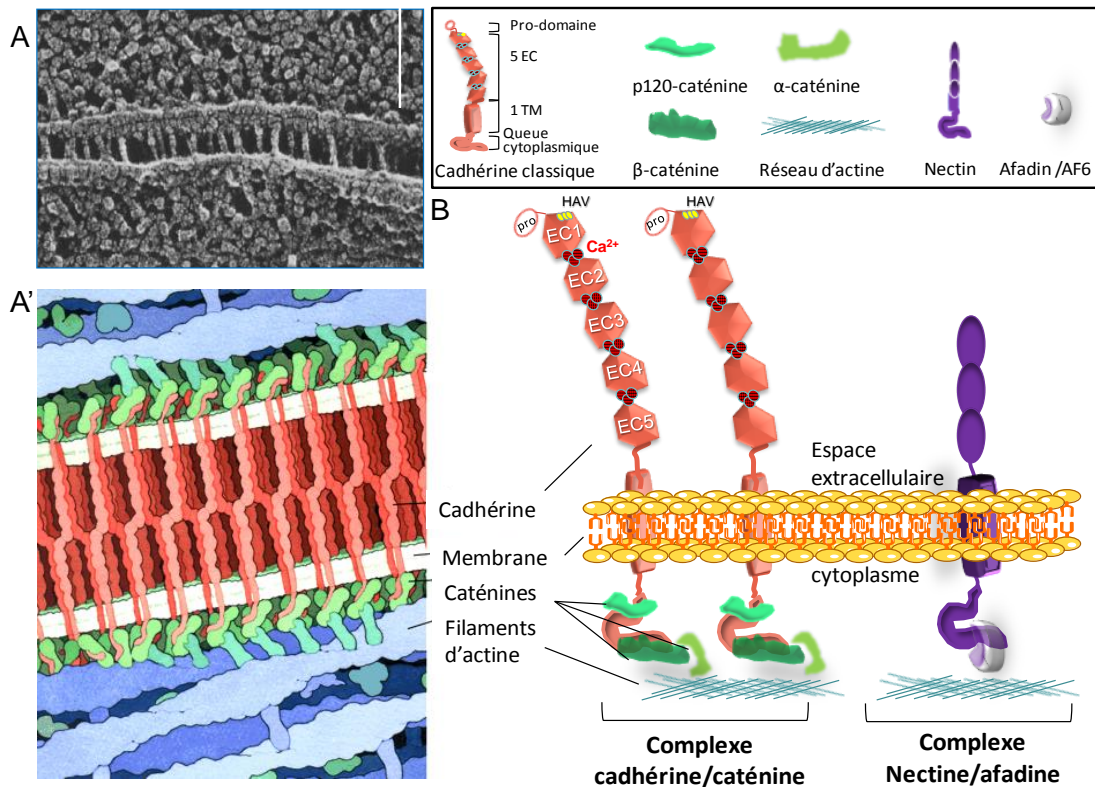 A
Pro-domaine
5 EC
1 TM
Queue
cytoplasmique
Cadhérine classique
p120-caténine
α-caténine
β-caténine
Réseau d’actine
Nectin
Afadin /AF6
A’
B
HAV
HAV
pro
pro
EC1
Ca²⁺
EC2
EC3
EC4
EC5
Espace
extracellulaire
cytoplasme
Cadhérine
Membrane
Caténines
Filaments
d’actine
Complexe
cadhérine/caténine
Complexe
Nectine/afadine